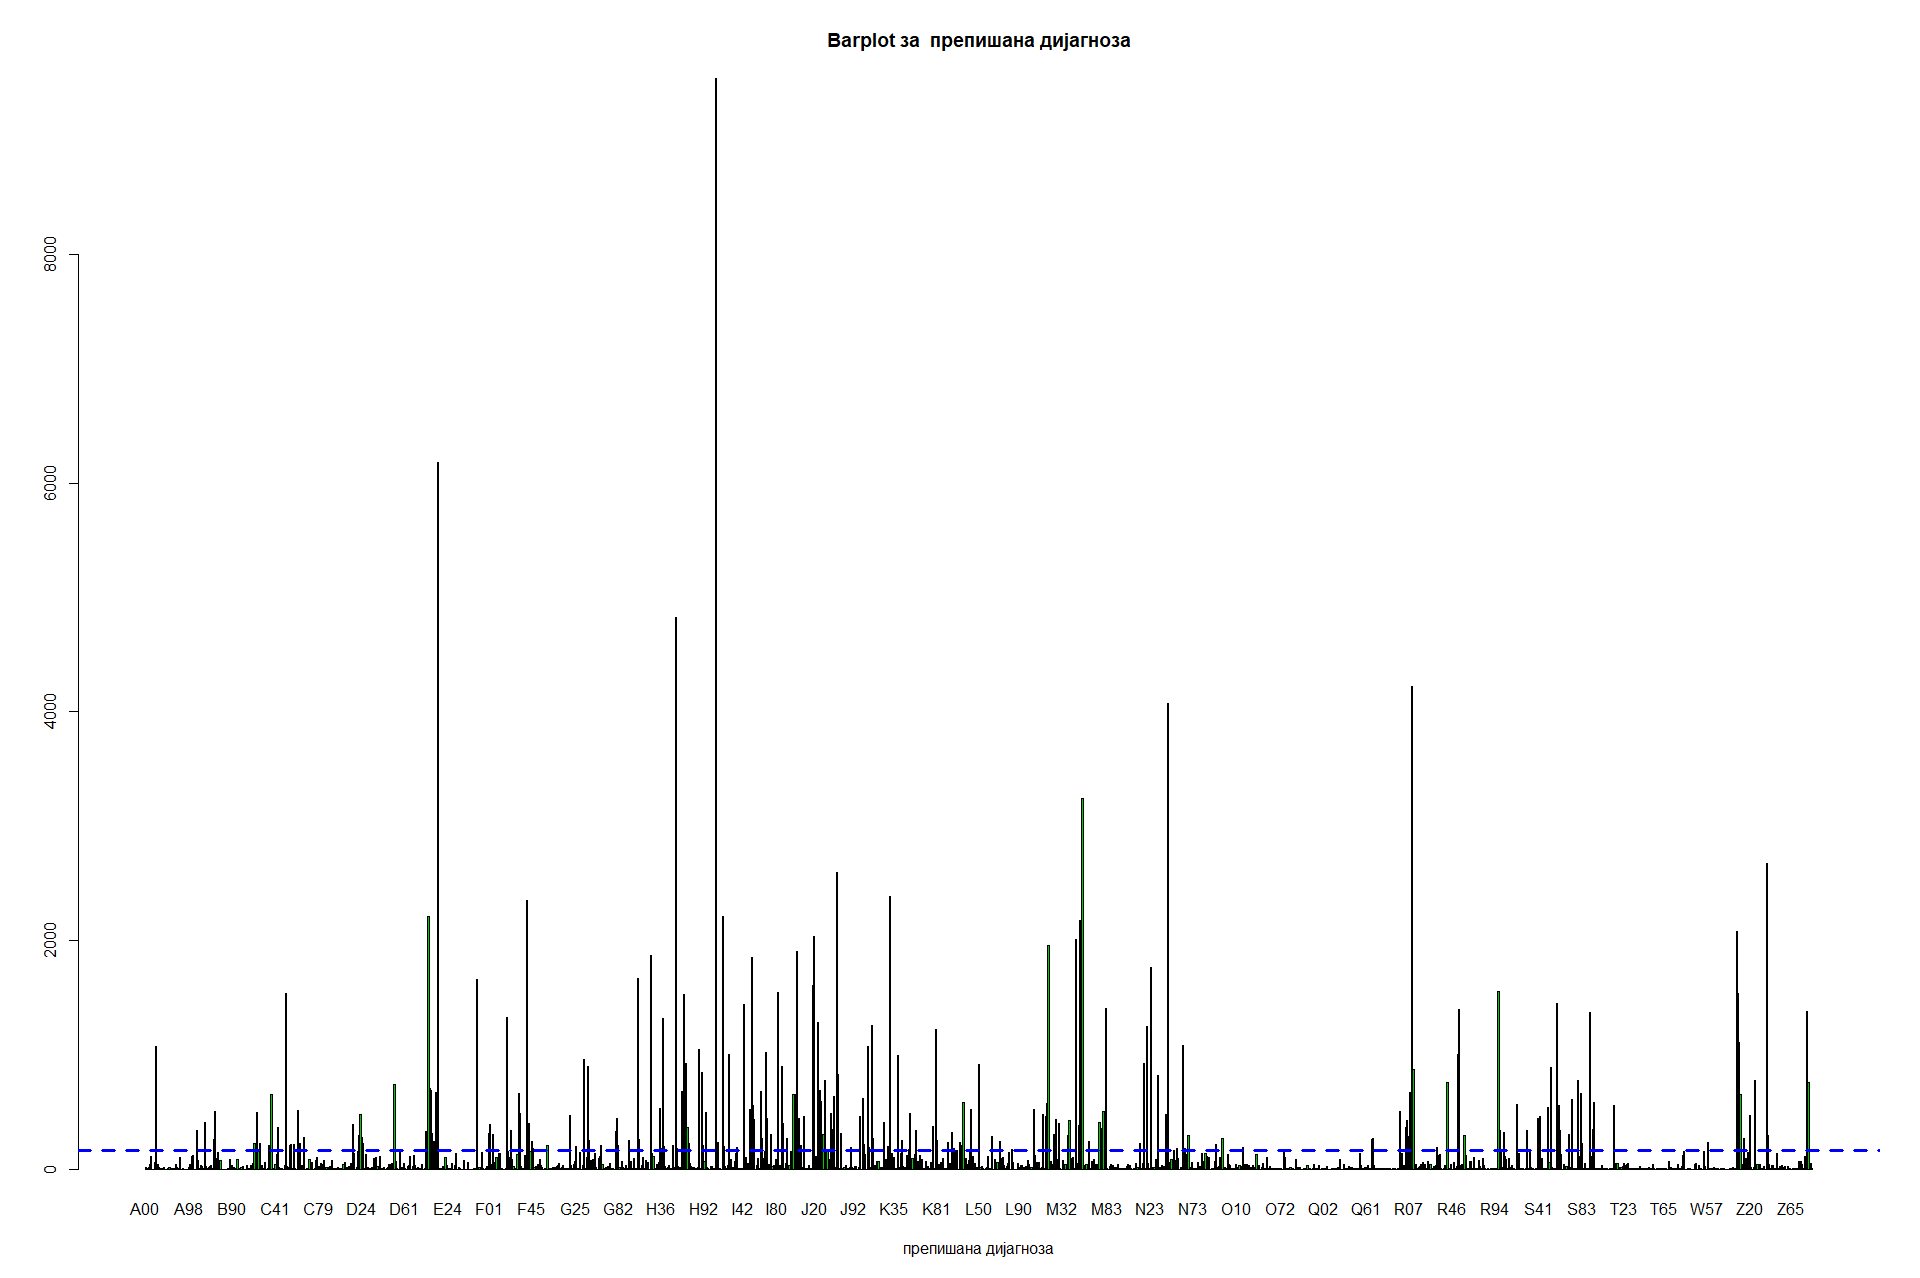 Barplot за  препишана дијагноза
8000
6000
4000
2000
0
A00 A98 B90 C41 C79 D24 D61 E24 F01 F45 G25 G82 H36 H92 I42 I80 J20 J92 K35 K81 L50 L90 M32 M83 N23 N73 O10 O72 Q02 Q61 R07 R46 R94 S41 S83 T23 T65 W57 Z20 Z65
препишана дијагноза